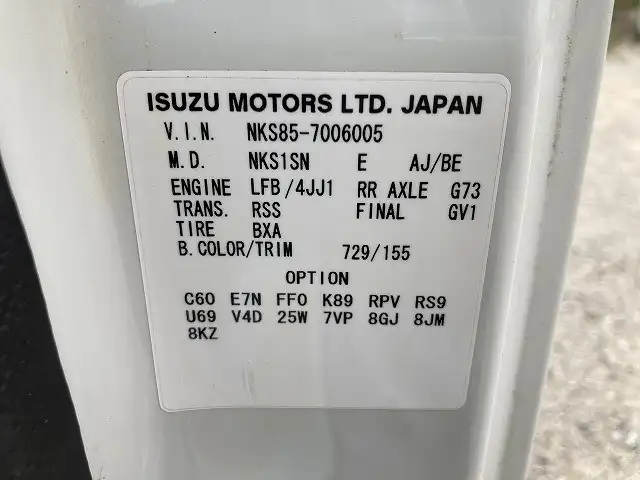 ISUZU MOTORS LTD. JAPAN
V.I.N. NKS85-7006005
M.D. NKS1SN E AJ/BE
ENGINE LFB/4JJ1 RR AXLE G73
TRANS. RSS FINAL GV1
TIRE BXA
B.COLOR/TRIM 729/155
OPTION
C60 E7N FF0 K89 RPV RS9
U69 V4D 25W 7VP 8GJ 8JM
8KZ